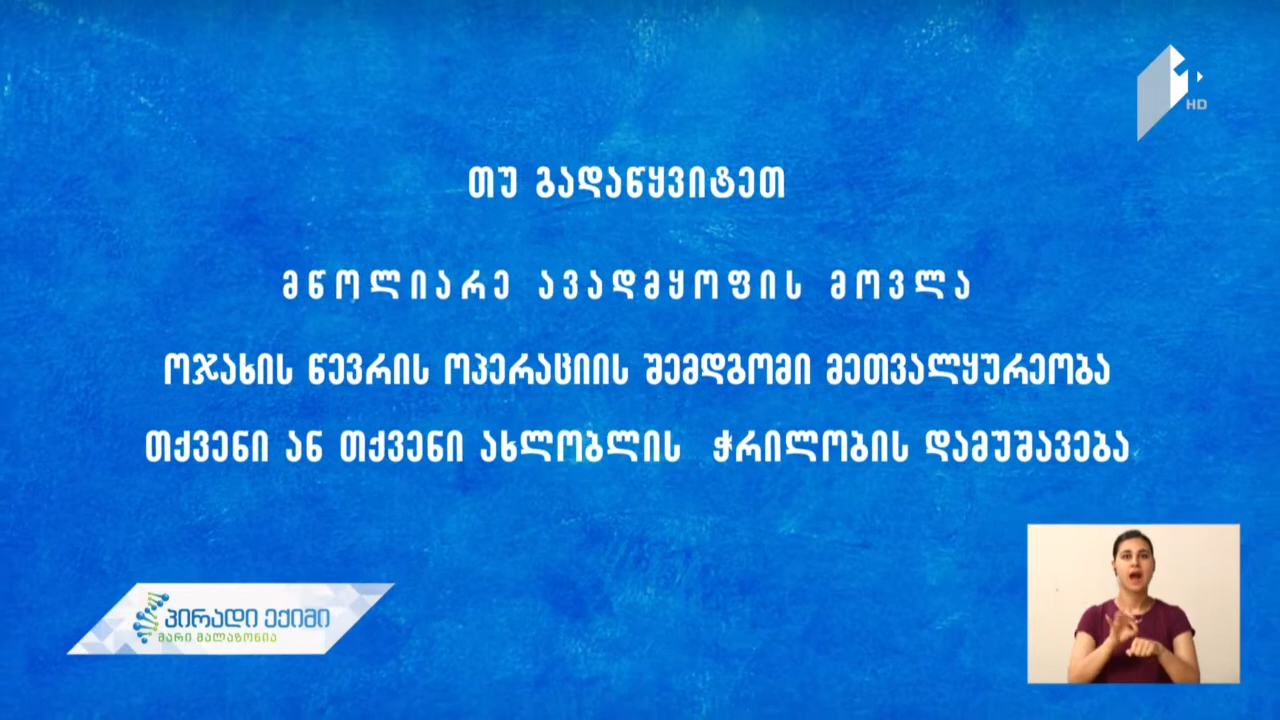 HD
თუ გადაწყვიტეთ
მწოლიარე ავადმყოფის მოვლა
ოჯახის წევრის ოპერაციის შემდგომი მეთვალყურეობა
თქვენი ან თქვენი ახლობლის ჭრილობის დამუშავება
პირადი ექიმი
მარი მალაზონია